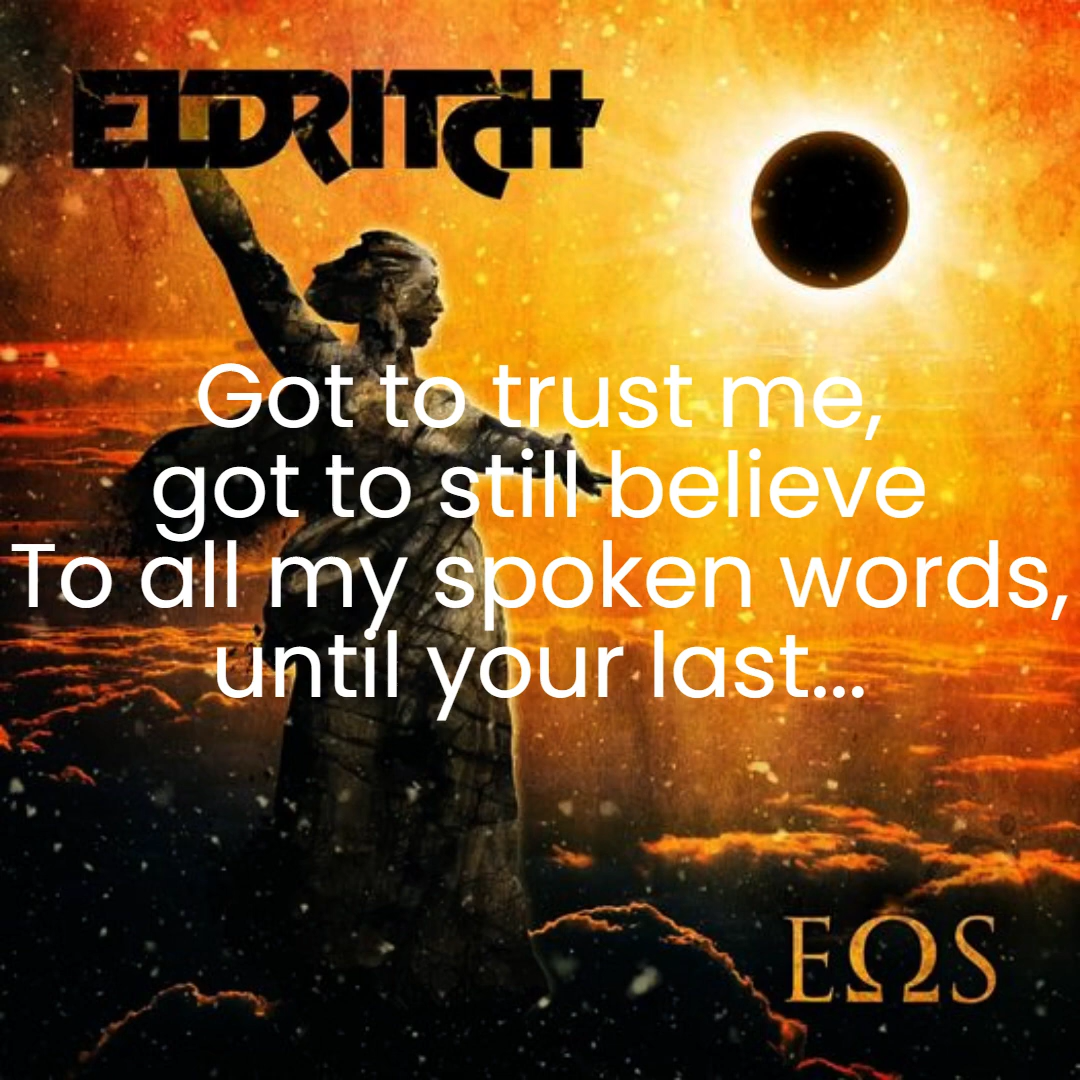 ELDRITCH
Got to trust me,
got to still believe
To all my spoken words,
until your last...
EΩS